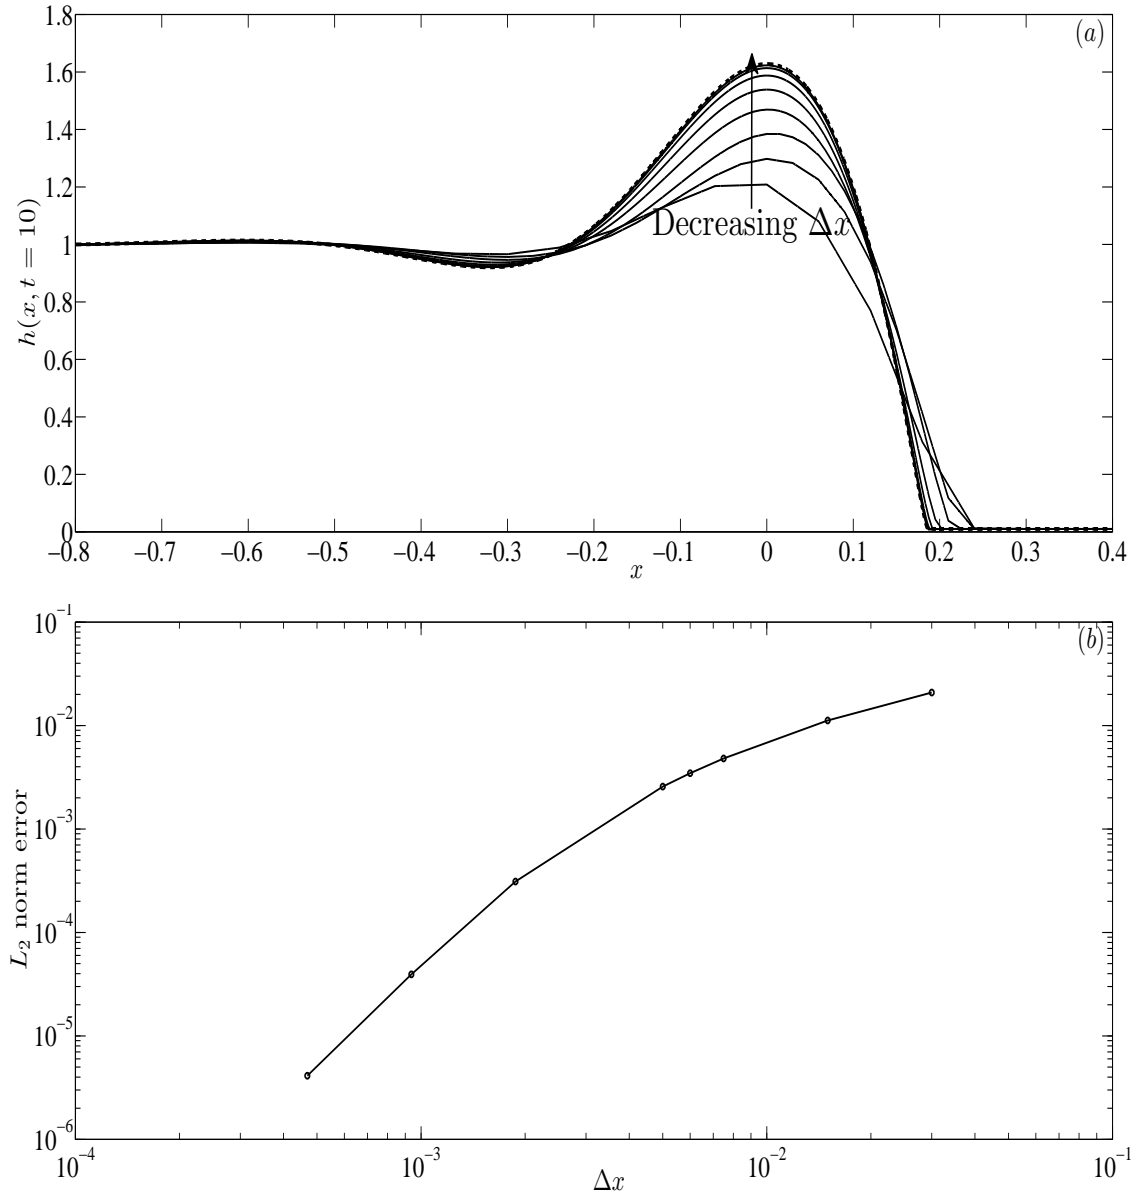 (a)
1.8
1.6
1.4
1.2
1
0.8
0.6
0.4
0.2
0
h(x, t = 10)
Decreasing Δx
−0.8 −0.7 −0.6 −0.5 −0.4 −0.3 −0.2 −0.1 0 0.1 0.2 0.3 0.4
x
(b)
10⁻¹
10⁻²
10⁻³
10⁻⁴
10⁻⁵
10⁻⁶
L₂ norm error
10⁻⁴ 10⁻³ 10⁻² 10⁻¹
Δx